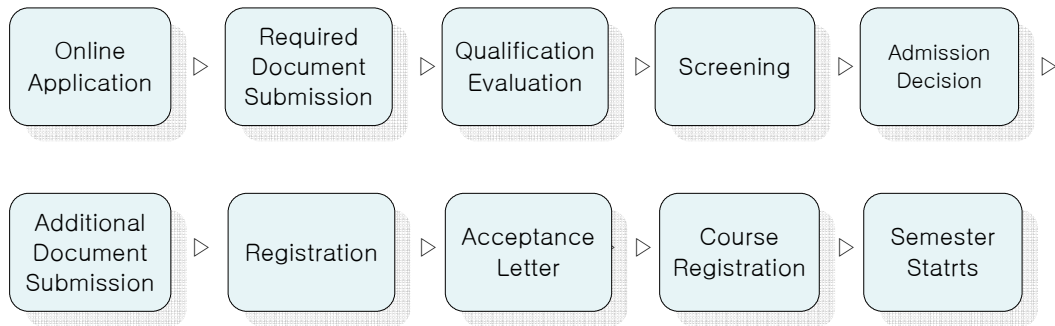 Online
Application
Required
Document
Submission
Qualification
Evaluation
Screening
Admission
Decision
Additional
Document
Submission
Registration
Acceptance
Letter
Course
Registration
Semester
Statrts